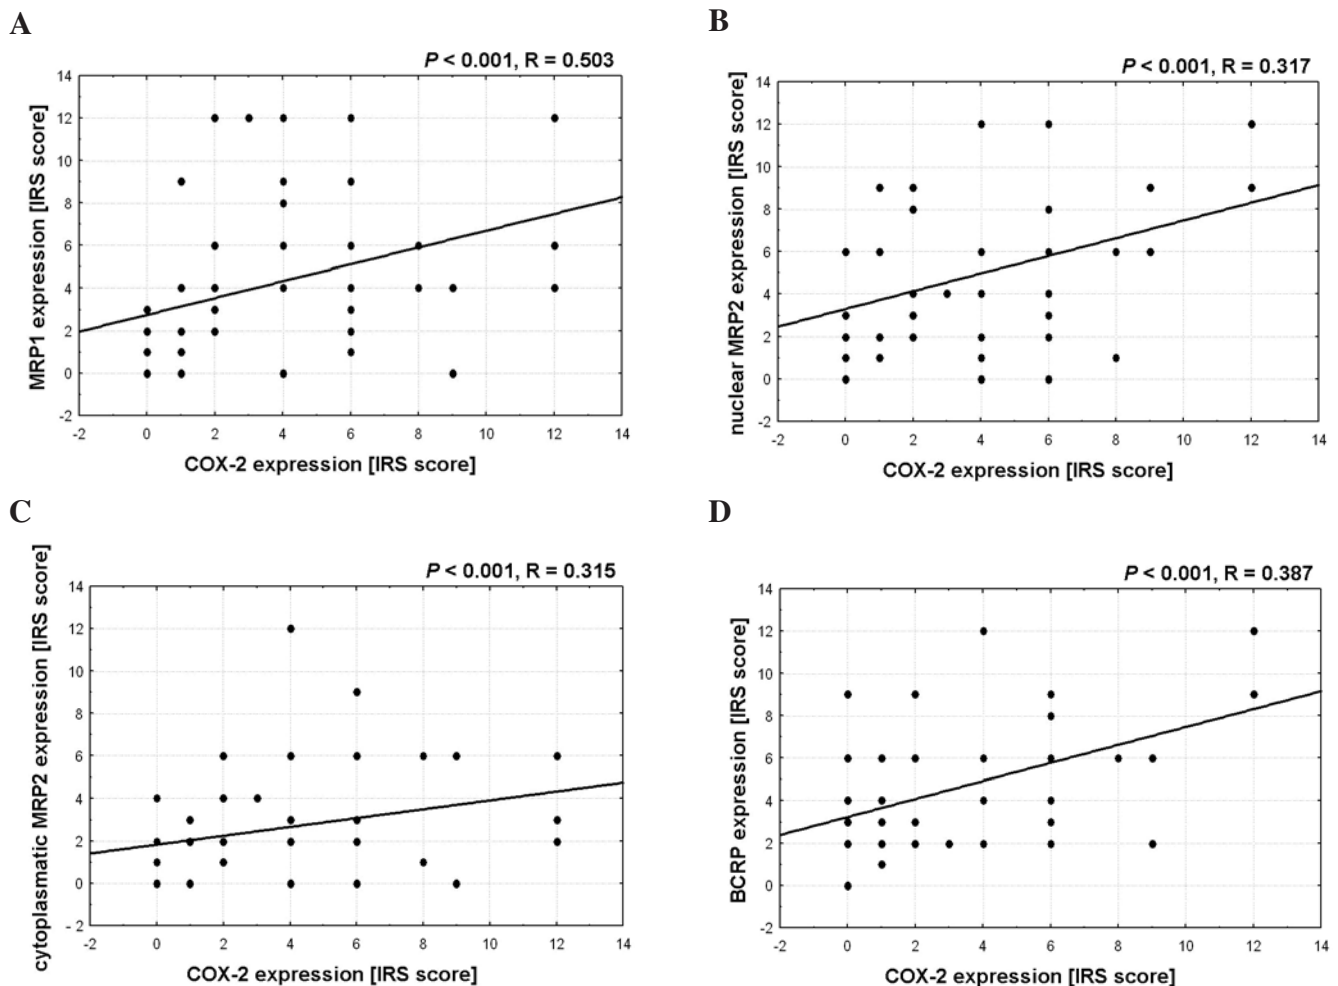 A
P < 0.001, R = 0.503
MRP1 expression [IRS score]
14
12
10
8
6
4
2
0
-2
-2 0 2 4 6 8 10 12 14
COX-2 expression [IRS score]
B
P < 0.001, R = 0.317
nuclear MRP2 expression [IRS score]
14
12
10
8
6
4
2
0
-2
-2 0 2 4 6 8 10 12 14
COX-2 expression [IRS score]
C
P < 0.001, R = 0.315
cytoplasmatic MRP2 expression [IRS score]
14
12
10
8
6
4
2
0
- 2
-2 0 2 4 6 8 10 12 14
COX-2 expression [IRS score]
D
P < 0.001, R = 0.387
BCRP expression [IRS score]
14
12
10
8
6
4
2
0
-2
-2 0 2 4 6 8 10 12 14
COX-2 expression [IRS score]